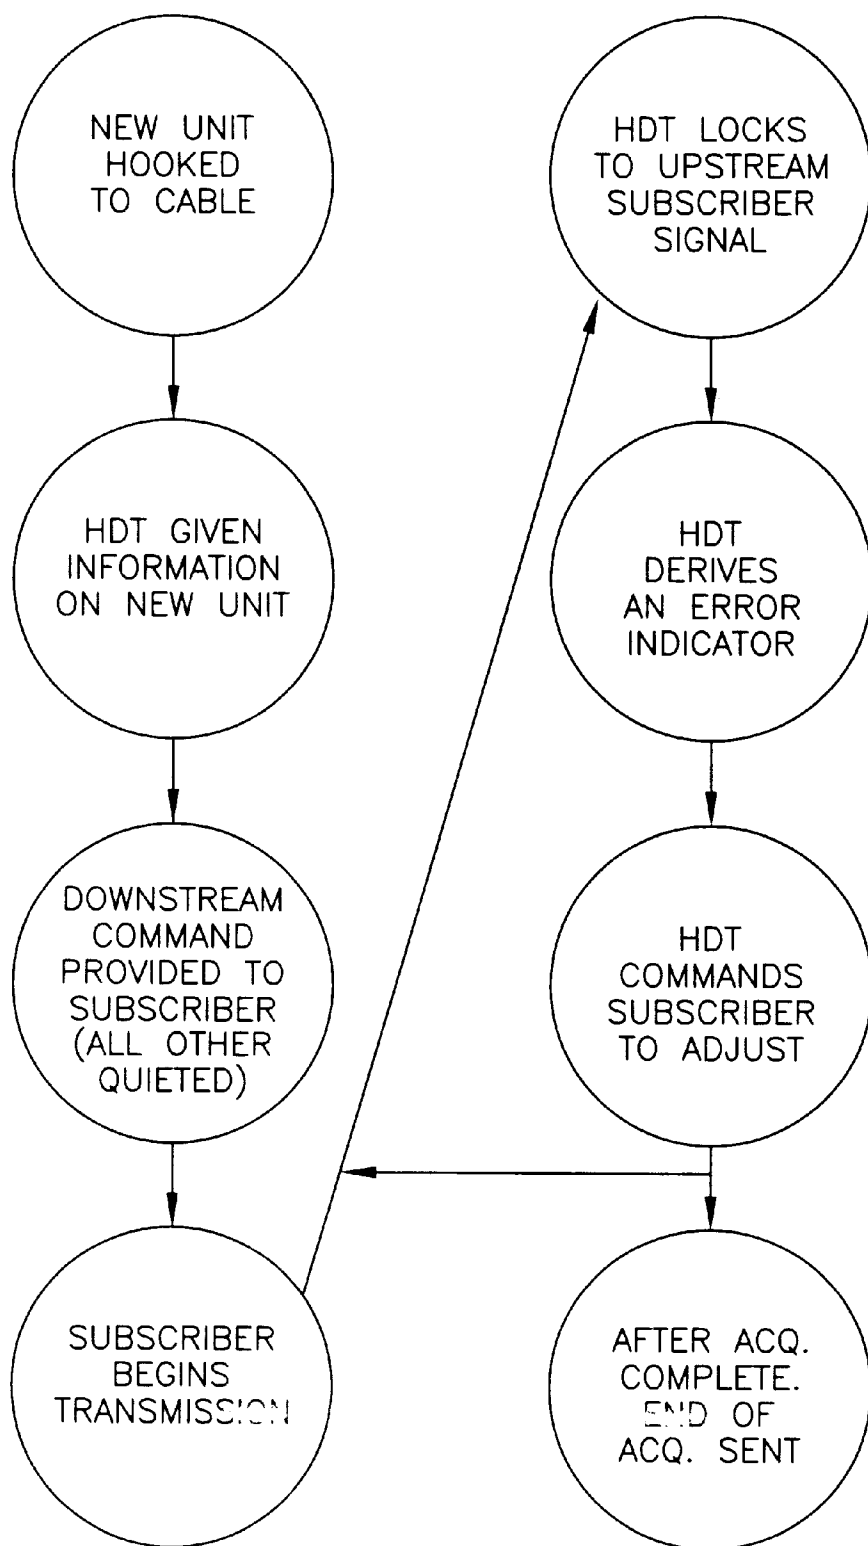 NEW UNIT
HOOKED
TO CABLE
HDT GIVEN
INFORMATION
ON NEW UNIT
DOWNSTREAM
COMMAND
PROVIDED TO
SUBSCRIBER
(ALL OTHER
QUIETED)
SUBSCRIBER
BEGINS
TRANSMISSION
HDT LOCKS
TO UPSTREAM
SUBSCRIBER
SIGNAL
HDT
DERIVES
AN ERROR
INDICATOR
HDT
COMMANDS
SUBSCRIBER
TO ADJUST
AFTER ACQ.
COMPLETE.
END OF
ACQ. SENT